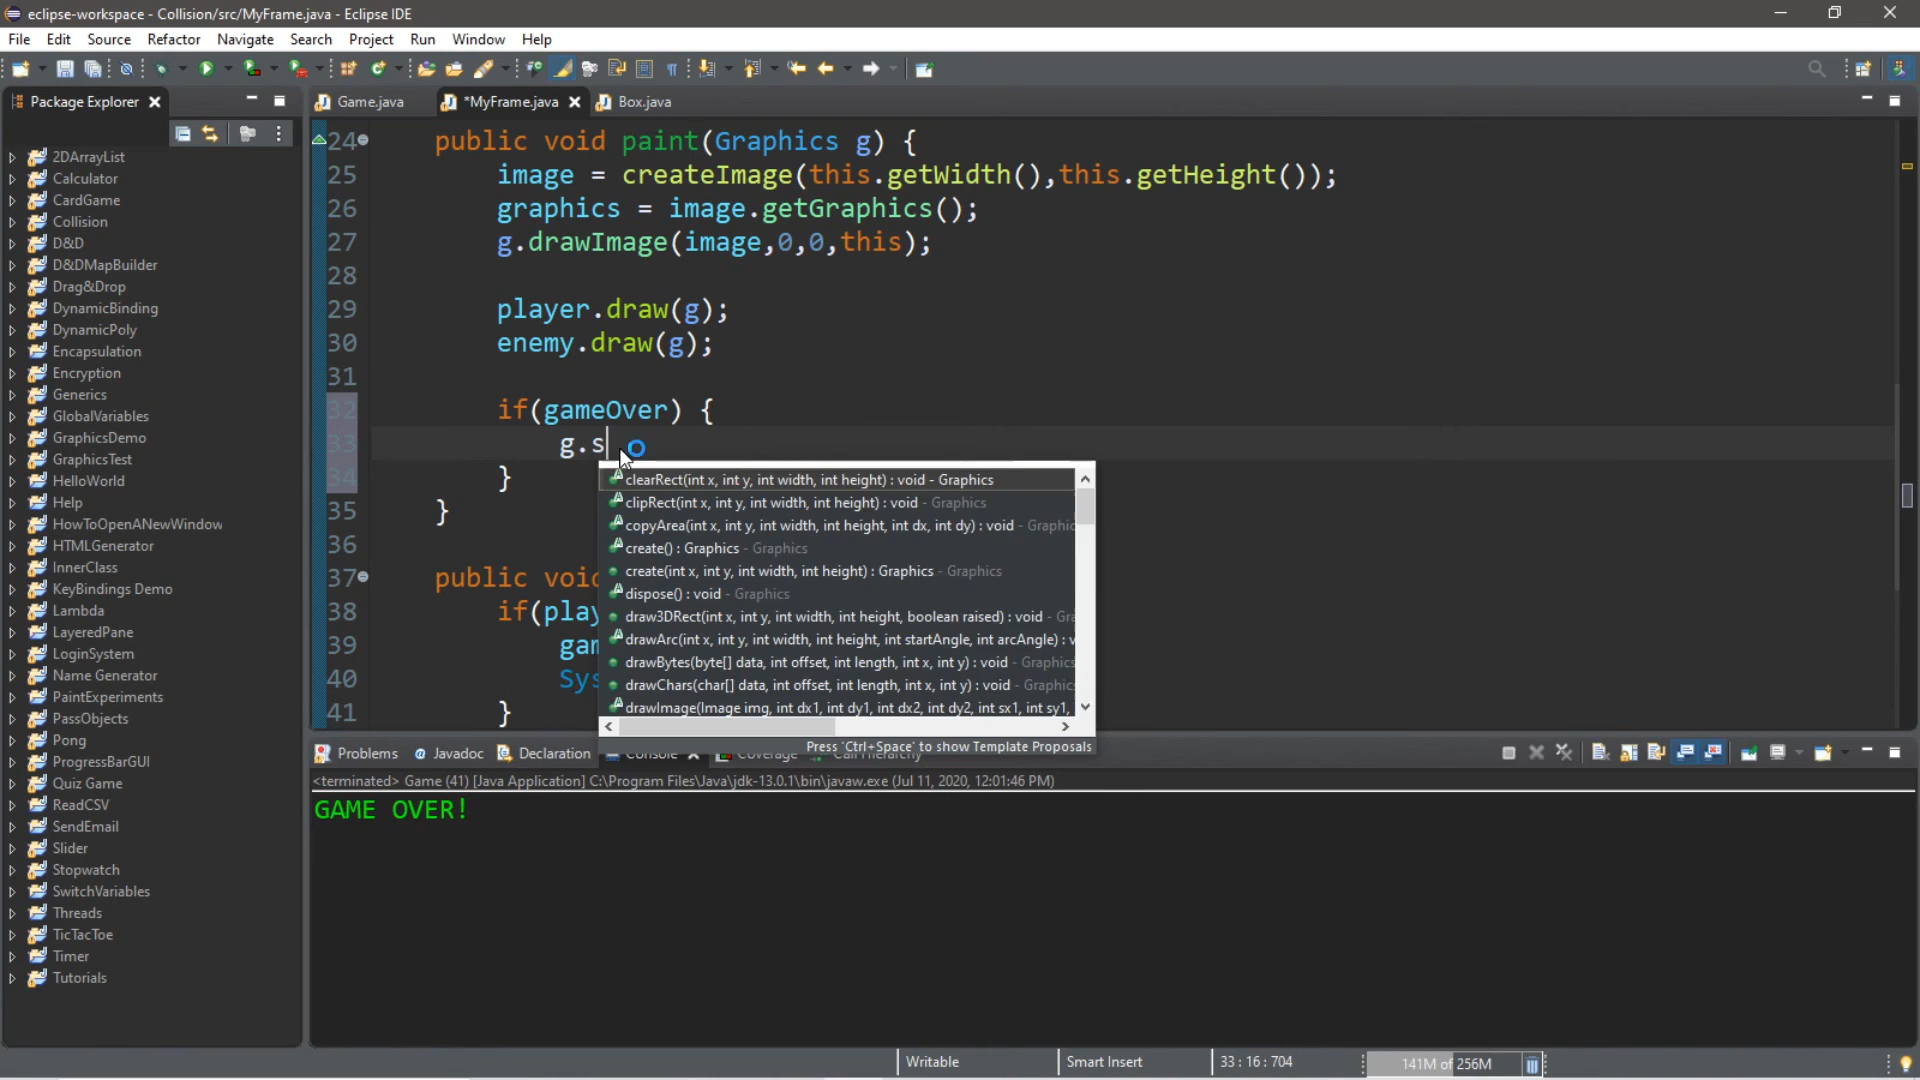 eclipse-workspace - Collision/src/MyFrame.java - Eclipse IDE
File Edit Source Refactor Navigate Search Project Run Window Help
Package Explorer
Game.java
*MyFrame.java
Box.java
2DArrayList
Calculator
CardGame
Collision
D&D
D&DMapBuilder
Drag&Drop
DynamicBinding
DynamicPoly
Encapsulation
Encryption
Generics
GlobalVariables
GraphicsDemo
GraphicsTest
HelloWorld
Help
HowToOpenANewWindow
HTMLGenerator
InnerClass
KeyBindings Demo
Lambda
LayeredPane
LoginSystem
Name Generator
PaintExperiments
PassObjects
Pong
ProgressBarGUI
Quiz Game
ReadCSV
SendEmail
Slider
Stopwatch
SwitchVariables
Threads
TicTacToe
Timer
Tutorials
24 public void paint(Graphics g) {
25 image = createImage(this.getWidth(),this.getHeight());
26 graphics = image.getGraphics();
27 g.drawImage(image,0,0,this);
28
29 player.draw(g);
30 enemy.draw(g);
31
32 if(gameOver) {
33 g.s
34 }
35 }
36
37 public void
38 if(play
39 gam
40 Sys
41 }
clearRect(int x, int y, int width, int height) : void - Graphics
clipRect(int x, int y, int width, int height) : void - Graphics
copyArea(int x, int y, int width, int height, int dx, int dy) : void - Graphic
create() : Graphics - Graphics
create(int x, int y, int width, int height) : Graphics - Graphics
dispose() : void - Graphics
draw3DRect(int x, int y, int width, int height, boolean raised) : void - Gra
drawArc(int x, int y, int width, int height, int startAngle, int arcAngle) : v
drawBytes(byte[] data, int offset, int length, int x, int y) : void - Graphics
drawChars(char[] data, int offset, int length, int x, int y) : void - Graphic
drawImage(Image img, int dx1, int dy1, int dx2, int dy2, int sx1, int sy1,
Press 'Ctrl+Space' to show Template Proposals
Problems @ Javadoc Declaration Console Coverage Call Hierarchy
<terminated> Game (41) [Java Application] C:\Program Files\Java\jdk-13.0.1\bin\javaw.exe (Jul 11, 2020, 12:01:46 PM)
GAME OVER!
Writable Smart Insert 33 : 16 : 704 141M of 256M